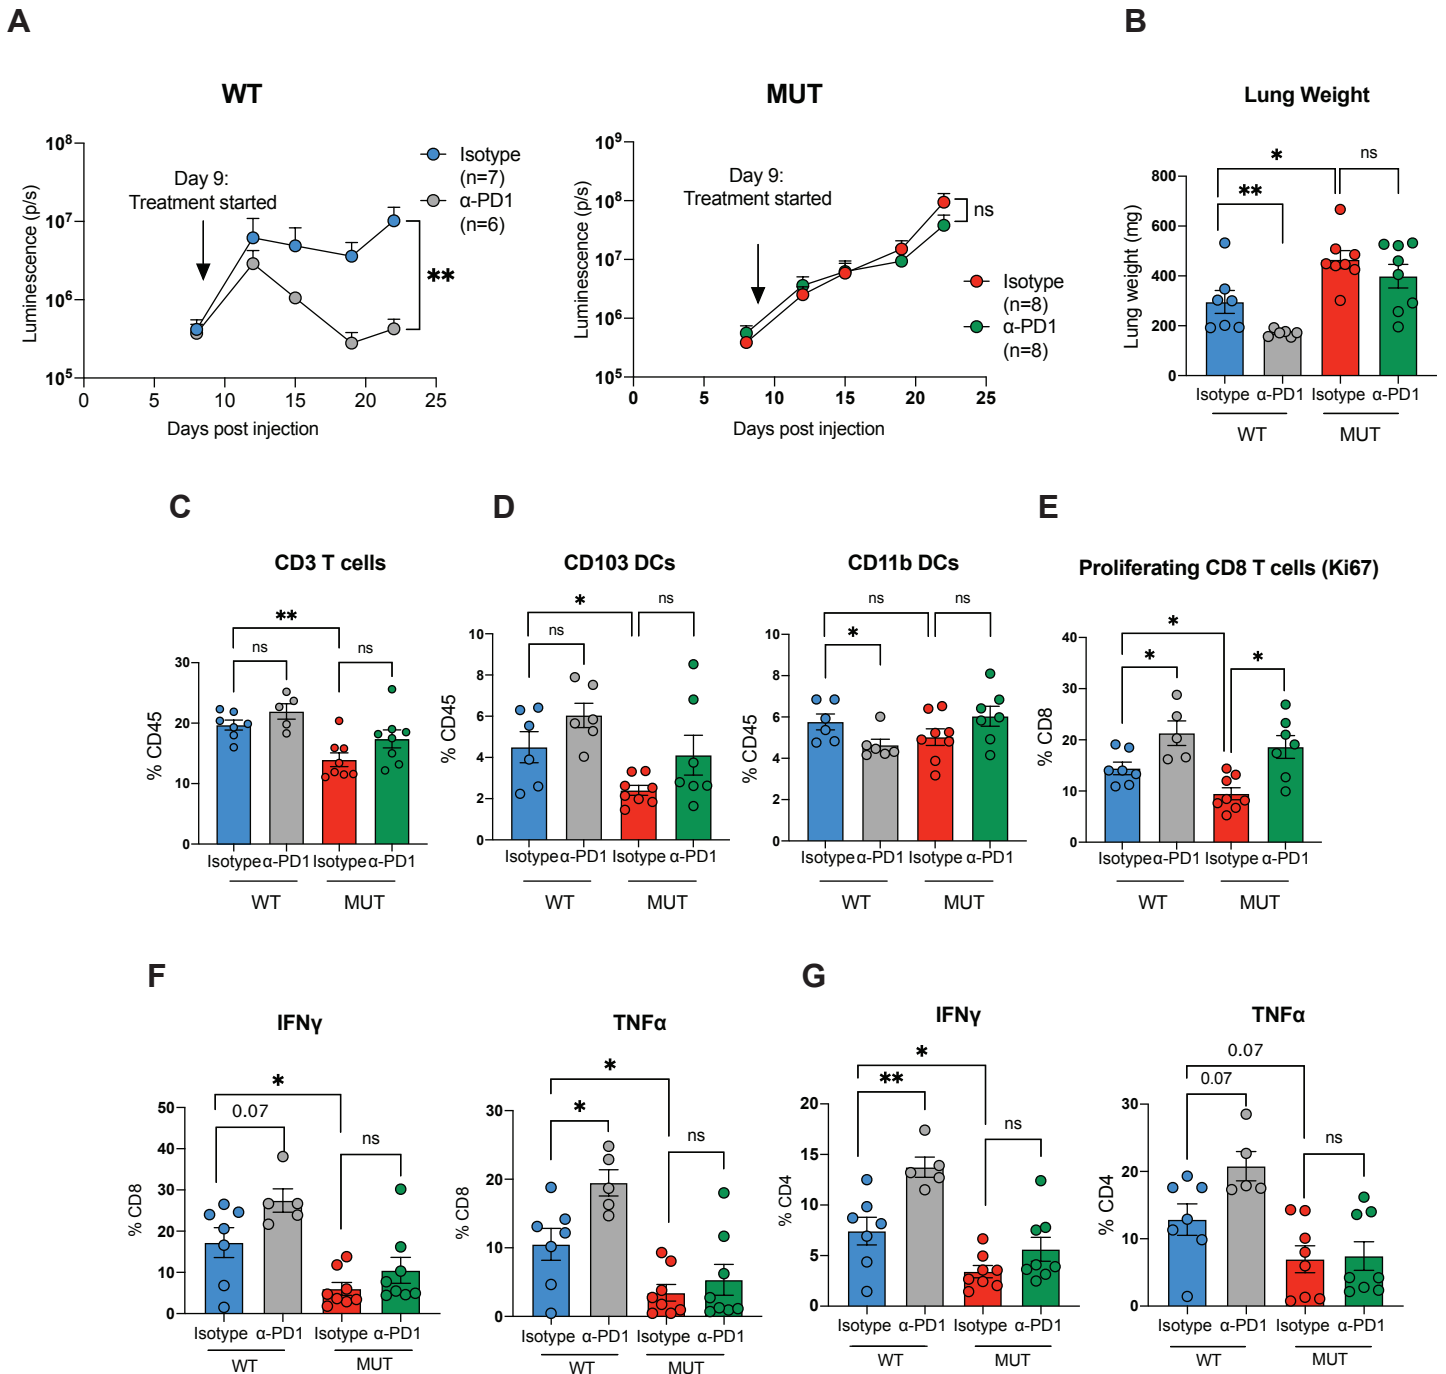 A
WT
10⁸
10⁷
10⁶
10⁵
Luminescence (p/s)
Day 9:
Treatment started
0 5 10 15 20 25
Days post injection
Isotype
(n=7)
α-PD1
(n=6)
**
MUT
10⁹
10⁸
10⁷
10⁶
10⁵
Luminescence (p/s)
Day 9:
Treatment started
0 5 10 15 20 25
Days post injection
ns
Isotype
(n=8)
α-PD1
(n=8)
B
Lung Weight
* ns
**
800
600
400
200
0
Lung weight (mg)
Isotype α-PD1 Isotype α-PD1
WT MUT
C
CD3 T cells
**
ns ns
30
20
10
0
% CD45
Isotype α-PD1 Isotype α-PD1
WT MUT
D
CD103 DCs
* ns
ns
10
8
6
4
2
0
% CD45
Isotype α-PD1 Isotype α-PD1
WT MUT
CD11b DCs
ns ns
*
10
8
6
4
2
0
% CD45
Isotype α-PD1 Isotype α-PD1
WT MUT
E
Proliferating CD8 T cells (Ki67)
*
* *
40
30
20
10
0
% CD8
Isotype α-PD1 Isotype α-PD1
WT MUT
F
IFNγ
*
0.07
ns
50
40
30
20
10
0
% CD8
Isotype α-PD1 Isotype α-PD1
WT MUT
TNFα
*
*
ns
30
20
10
0
% CD8
Isotype α-PD1 Isotype α-PD1
WT MUT
G
IFNγ
*
**
ns
20
15
10
5
0
% CD4
Isotype α-PD1 Isotype α-PD1
WT MUT
TNFα
0.07
0.07
ns
30
20
10
0
% CD4
Isotype α-PD1 Isotype α-PD1
WT MUT